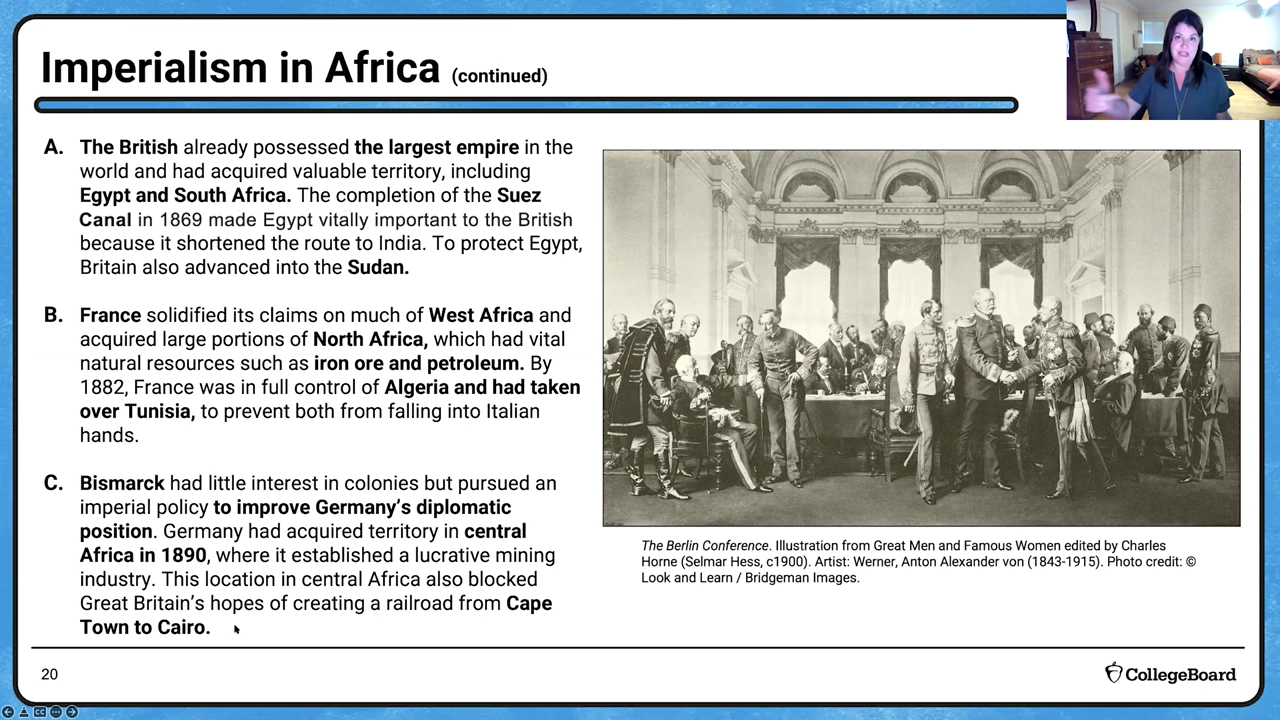 Imperialism in Africa (continued)
A. The British already possessed the largest empire in the
world and had acquired valuable territory, including
Egypt and South Africa. The completion of the Suez
Canal in 1869 made Egypt vitally important to the British
because it shortened the route to India. To protect Egypt,
Britain also advanced into the Sudan.
B. France solidified its claims on much of West Africa and
acquired large portions of North Africa, which had vital
natural resources such as iron ore and petroleum. By
1882, France was in full control of Algeria and had taken
over Tunisia, to prevent both from falling into Italian
hands.
C. Bismarck had little interest in colonies but pursued an
imperial policy to improve Germany’s diplomatic
position. Germany had acquired territory in central
Africa in 1890, where it established a lucrative mining
industry. This location in central Africa also blocked
Great Britain’s hopes of creating a railroad from Cape
Town to Cairo.
The Berlin Conference. Illustration from Great Men and Famous Women edited by Charles
Horne (Selmar Hess, c1900). Artist: Werner, Anton Alexander von (1843-1915). Photo credit: ©
Look and Learn / Bridgeman Images.
20
CollegeBoard